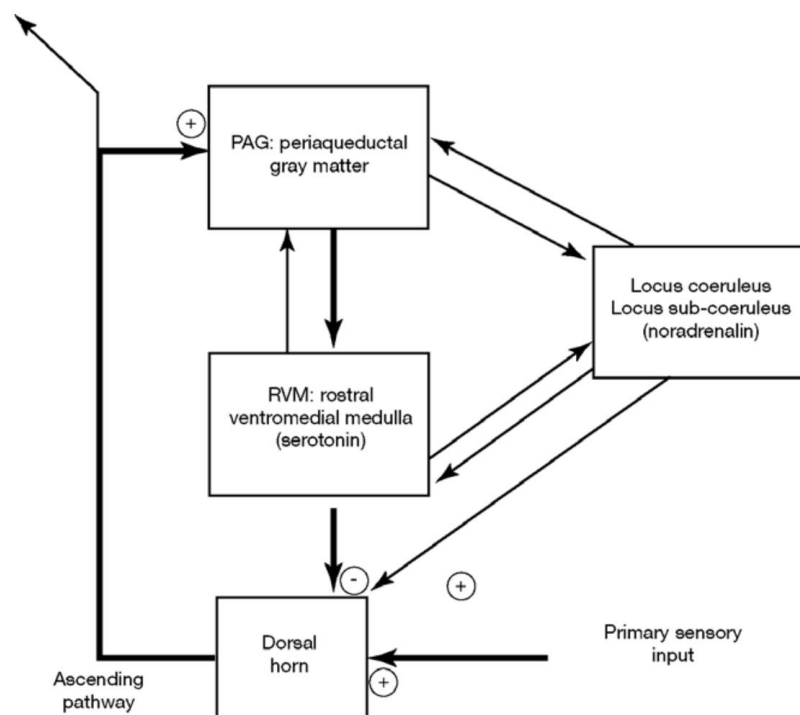 +
PAG: periaqueductal
gray matter
Locus coeruleus
Locus sub-coeruleus
(noradrenalin)
RVM: rostral
ventromedial medulla
(serotonin)
-
+
Dorsal
horn
Primary sensory
input
+
Ascending
pathway